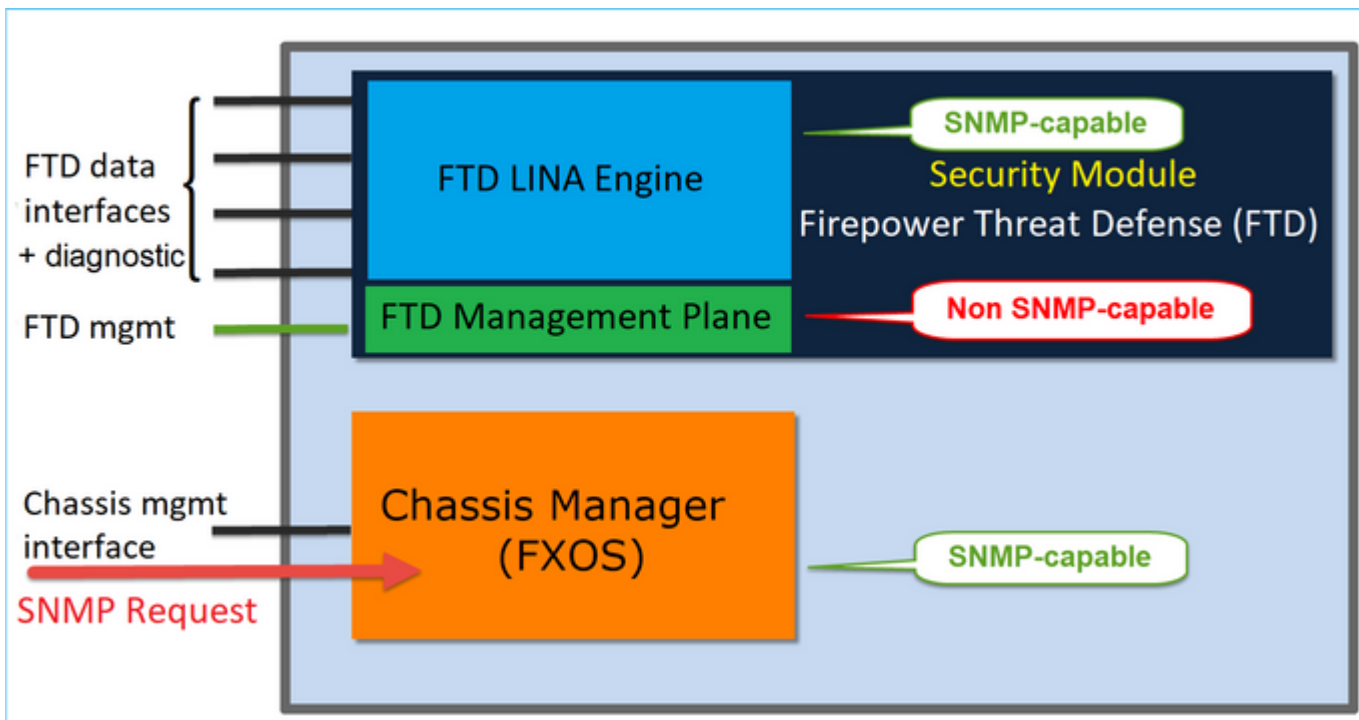 FTD data
interfaces
+ diagnostic
FTD mgmt
FTD LINA Engine
FTD Management Plane
SNMP-capable
Security Module
Firepower Threat Defense (FTD)
Non SNMP-capable
Chassis mgmt
interface
SNMP Request
Chassis Manager
(FXOS)
SNMP-capable